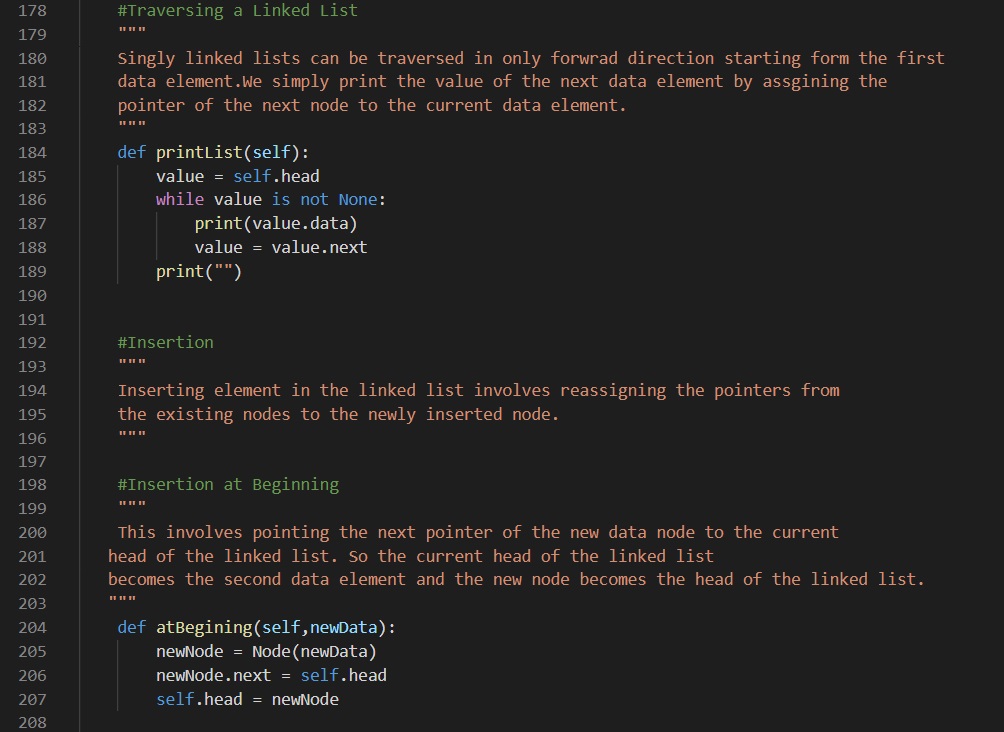 178 #Traversing a Linked List
179 """
180 Singly linked lists can be traversed in only forwrad direction starting form the first
181 data element.We simply print the value of the next data element by assgining the
182 pointer of the next node to the current data element.
183 """
184 def printList(self):
185 value = self.head
186 while value is not None:
187 print(value.data)
188 value = value.next
189 print("")
190
191
192 #Insertion
193 """
194 Inserting element in the linked list involves reassigning the pointers from
195 the existing nodes to the newly inserted node.
196 """
197
198 #Insertion at Beginning
199 """
200 This involves pointing the next pointer of the new data node to the current
201 head of the linked list. So the current head of the linked list
202 becomes the second data element and the new node becomes the head of the linked list.
203 """
204 def atBegining(self,newData):
205 newNode = Node(newData)
206 newNode.next = self.head
207 self.head = newNode
208